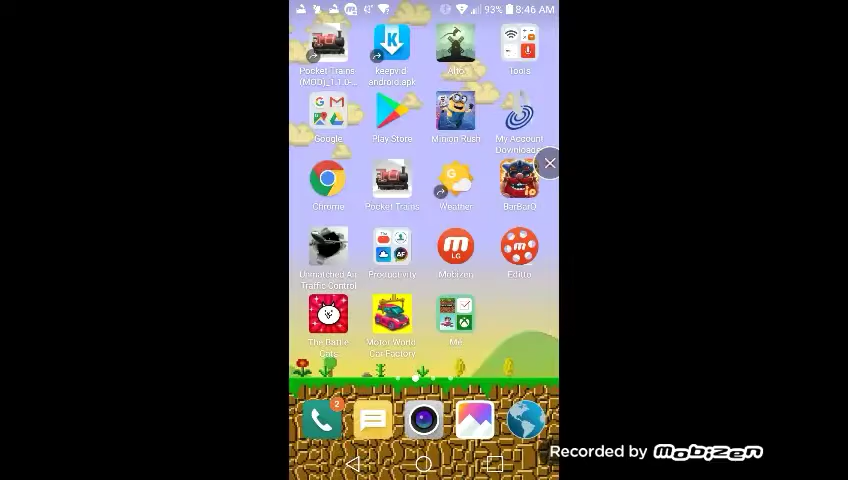 93% 8:46 AM
Pocket Trains
(MOD)_1.1.0-...
keepvid-
android.apk
Alto
Tools
Google
Play Store
Minion Rush
My Account
Downloader
Chrome
Pocket Trains
Weather
BarBarQ
Unmatched Air
Traffic Control
Productivity
Mobizen
Editto
The Battle
Cats
Motor World
Car Factory
Me
2
Recorded by mobizen